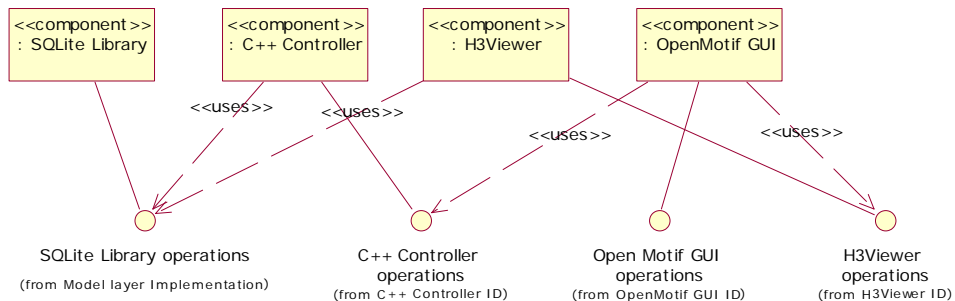 <<component>>
: SQLite Library
<<component>>
: C++ Controller
<<component>>
: H3Viewer
<<component>>
: OpenMotif GUI
<<uses>>
<<uses>>
<<uses>>
<<uses>>
SQLite Library operations
(from Model layer Implementation)
C++ Controller
operations
(from C++ Controller ID)
Open Motif GUI
operations
(from OpenMotif GUI ID)
H3Viewer
operations
(from H3Viewer ID)